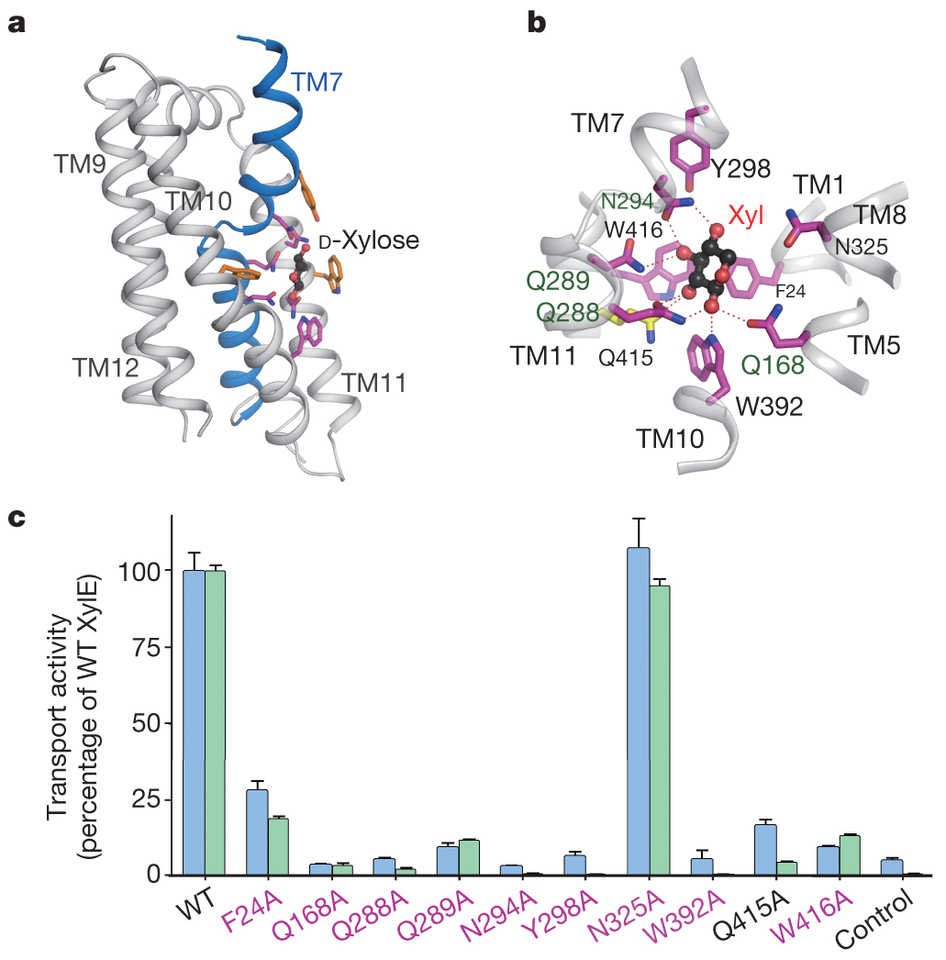 a
TM7
TM9
TM10
D-Xylose
TM12
TM11
b
TM7
Y298
TM1
N294
Xyl
TM8
W416
N325
Q289
F24
Q288
TM5
TM11
Q415
Q168
W392
TM10
c
Transport activity
(percentage of WT XylE)
100
75
50
25
0
WT
F24A
Q168A
Q288A
Q289A
N294A
Y298A
N325A
W392A
Q415A
W416A
Control